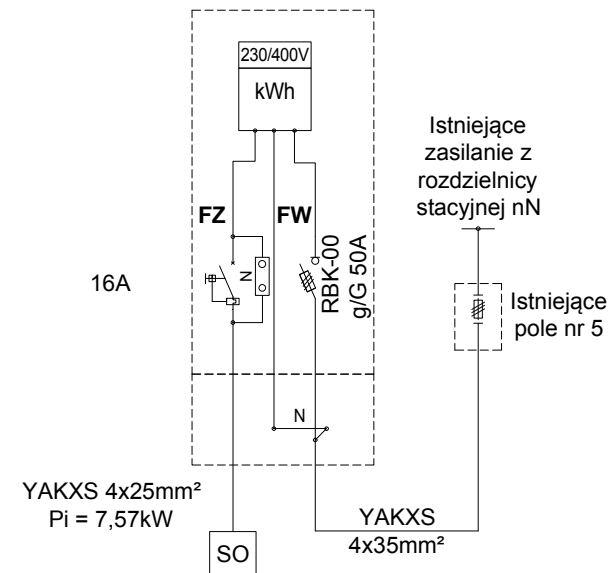 230/400V
kWh
FZ
FW
N
RBK-00
g/G 50A
16A
Istniejące
zasilanie z
rozdzielnicy
stacyjnej nN
Istniejące
pole nr 5
N
YAKXS 4x25mm²
Pi = 7,57kW
SO
YAKXS
4x35mm²